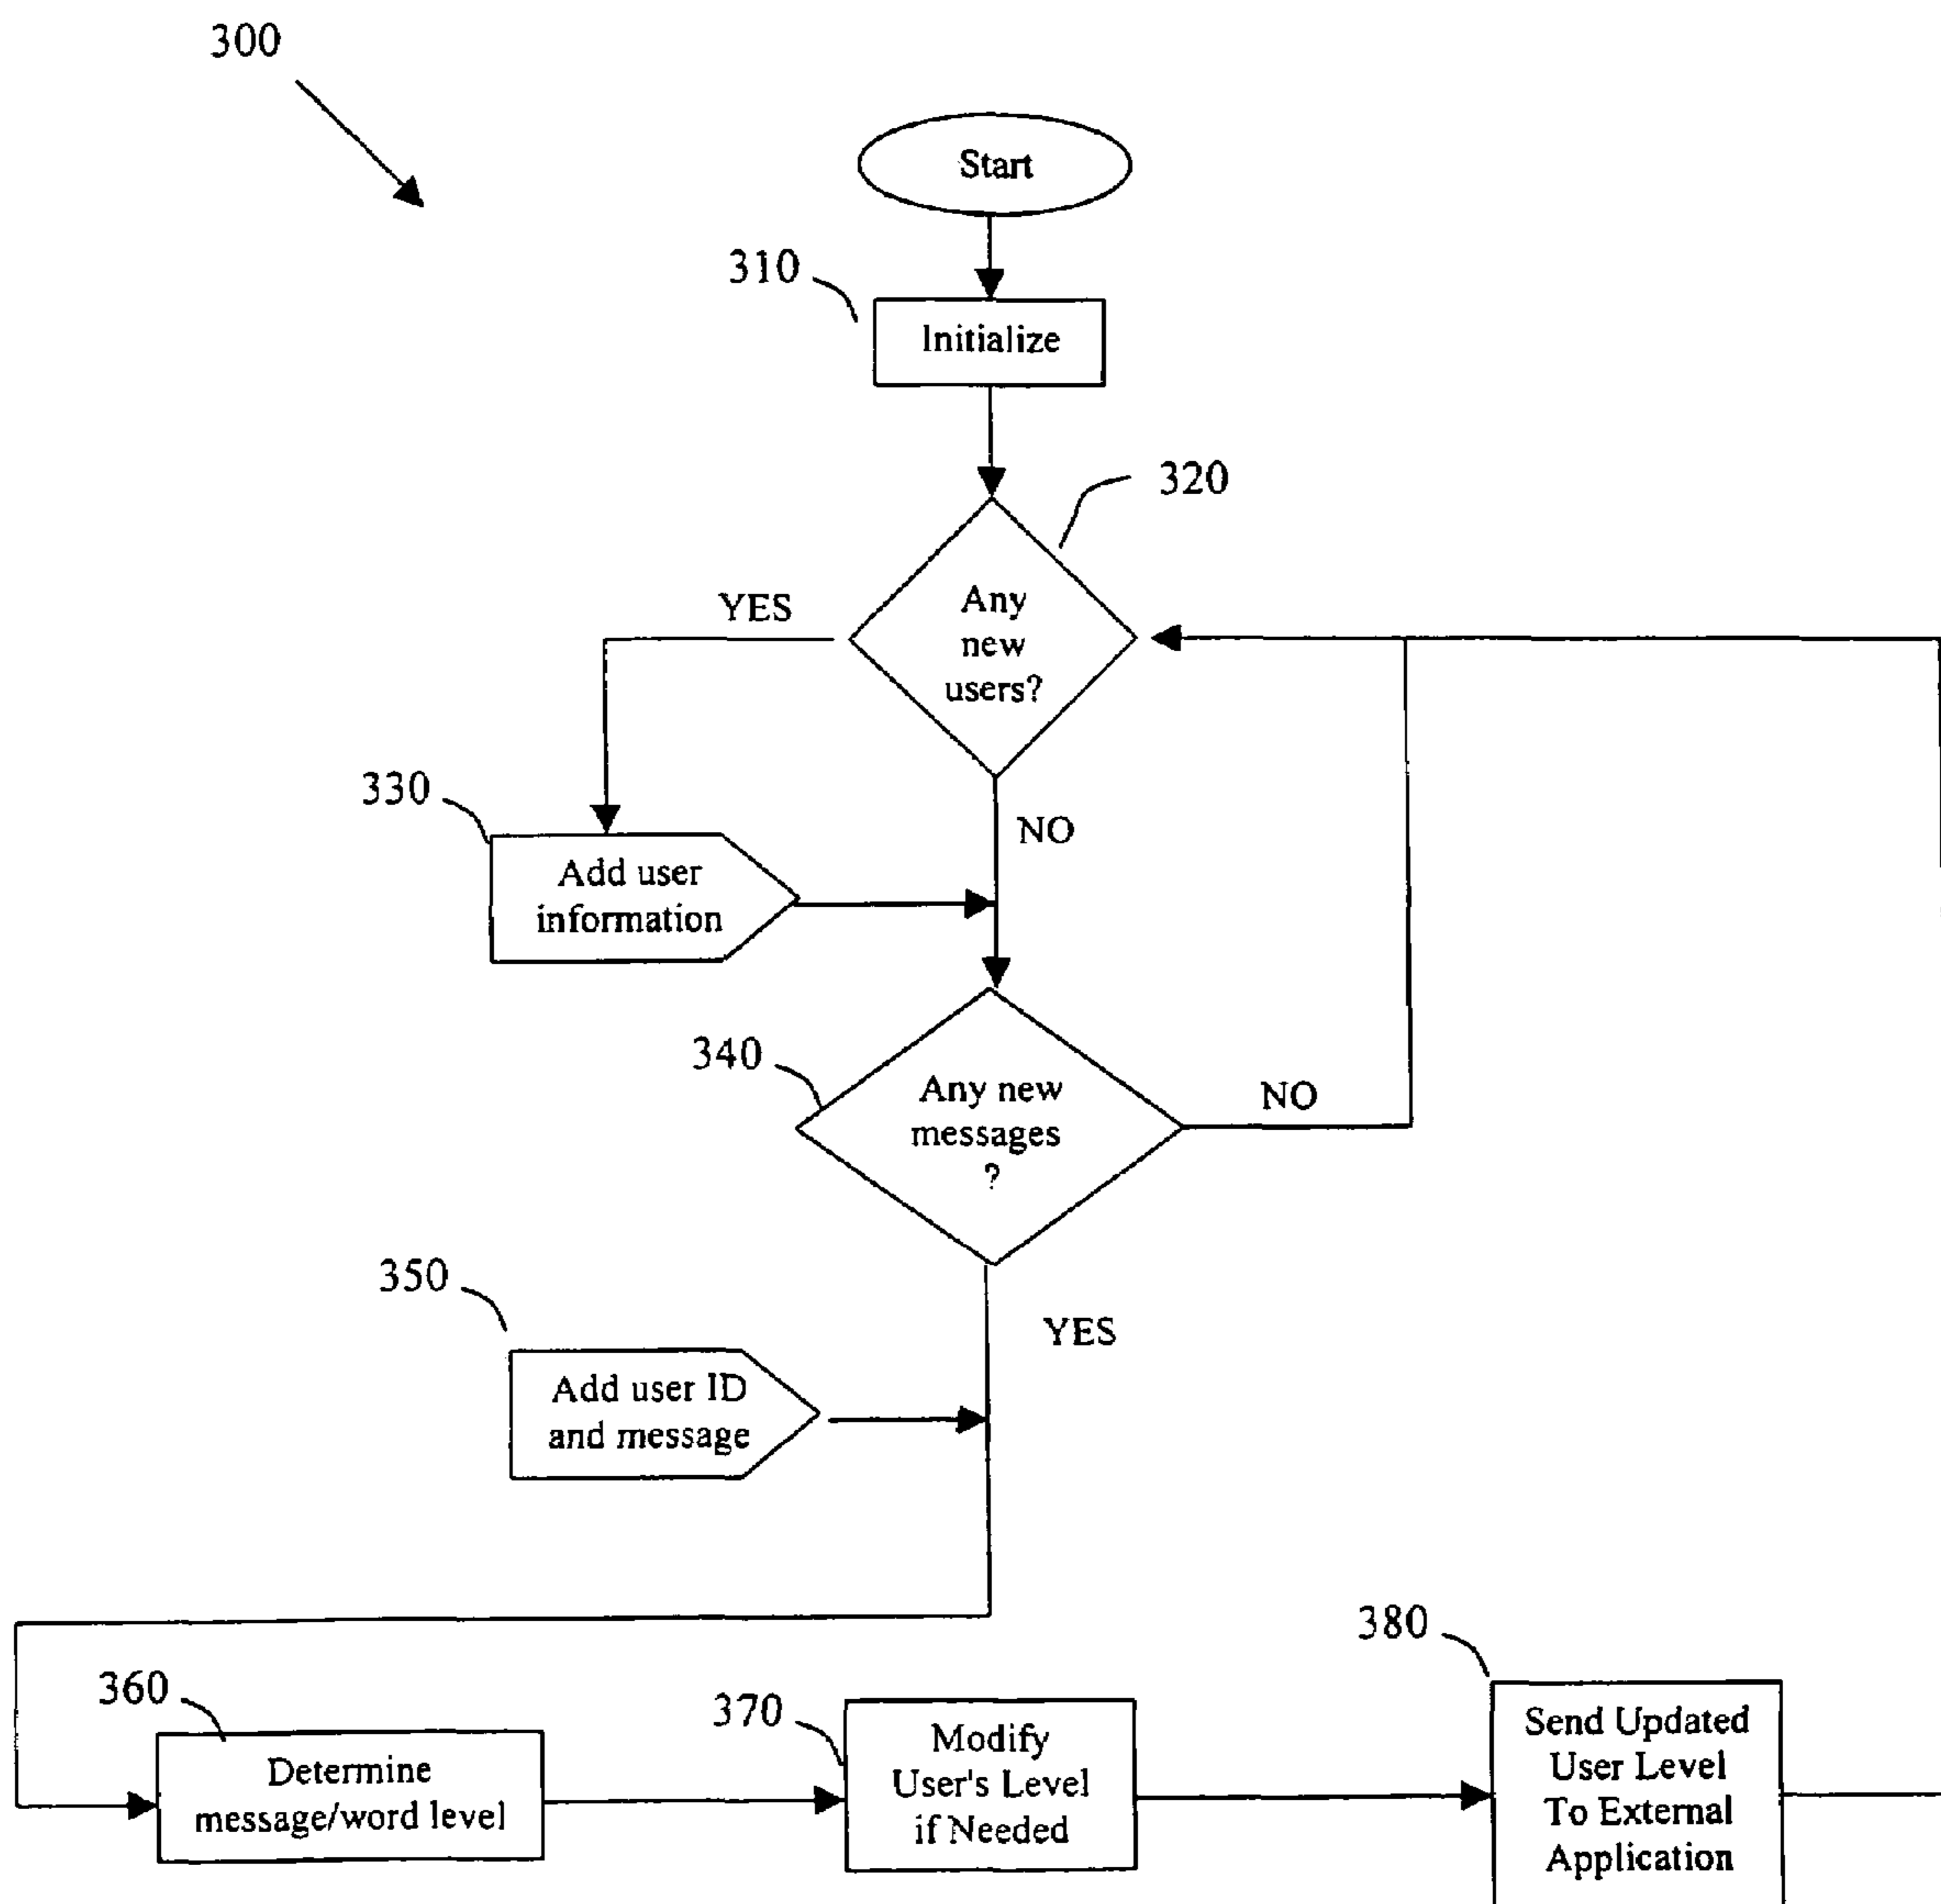 300
Start
310
Initialize
320
Any
new
users?
YES
330
NO
Add user
information
340
Any new
messages
?
NO
350
YES
Add user ID
and message
360
Determine
message/word level
370
Modify
User's Level
if Needed
380
Send Updated
User Level
To External
Application